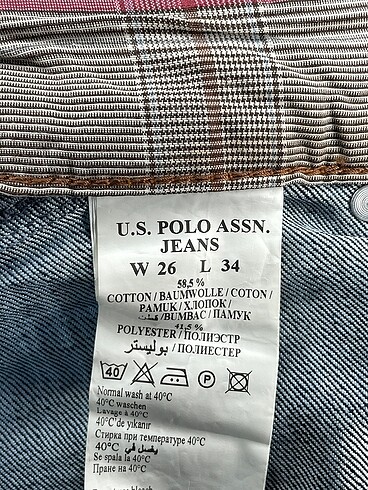 U.S. POLO ASSN.
JEANS
W 26 L 34
58,5 %
COTTON / BAUMWOLLE / COTON /
PAMUK / ХЛОПОК /
/BUMBAC / ПАМУК
41,5 %
POLYESTER / ПОЛИЭСТР
بوليستر / ПОЛИЕСТЕР
40 P
Normal wash at 40°C
40°C waschen
Lavage à 40°C
40°C'de yıkanir
Стирка при температуре 40°C
يغسل في 40°C
Se spala la 40°C
Пране на 40°C